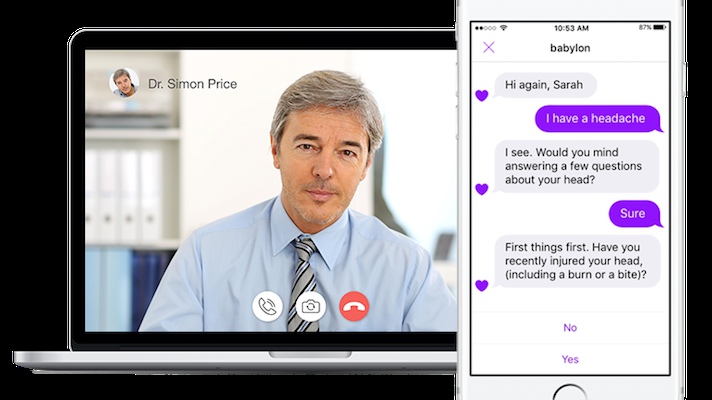 Dr. Simon Price
10:53 AM
87%
babylon
Hi again, Sarah
I have a headache
I see. Would you mind
answering a few questions
about your head?
Sure
First things first. Have you
recently injured your head,
(including a burn or a bite)?
No
Yes